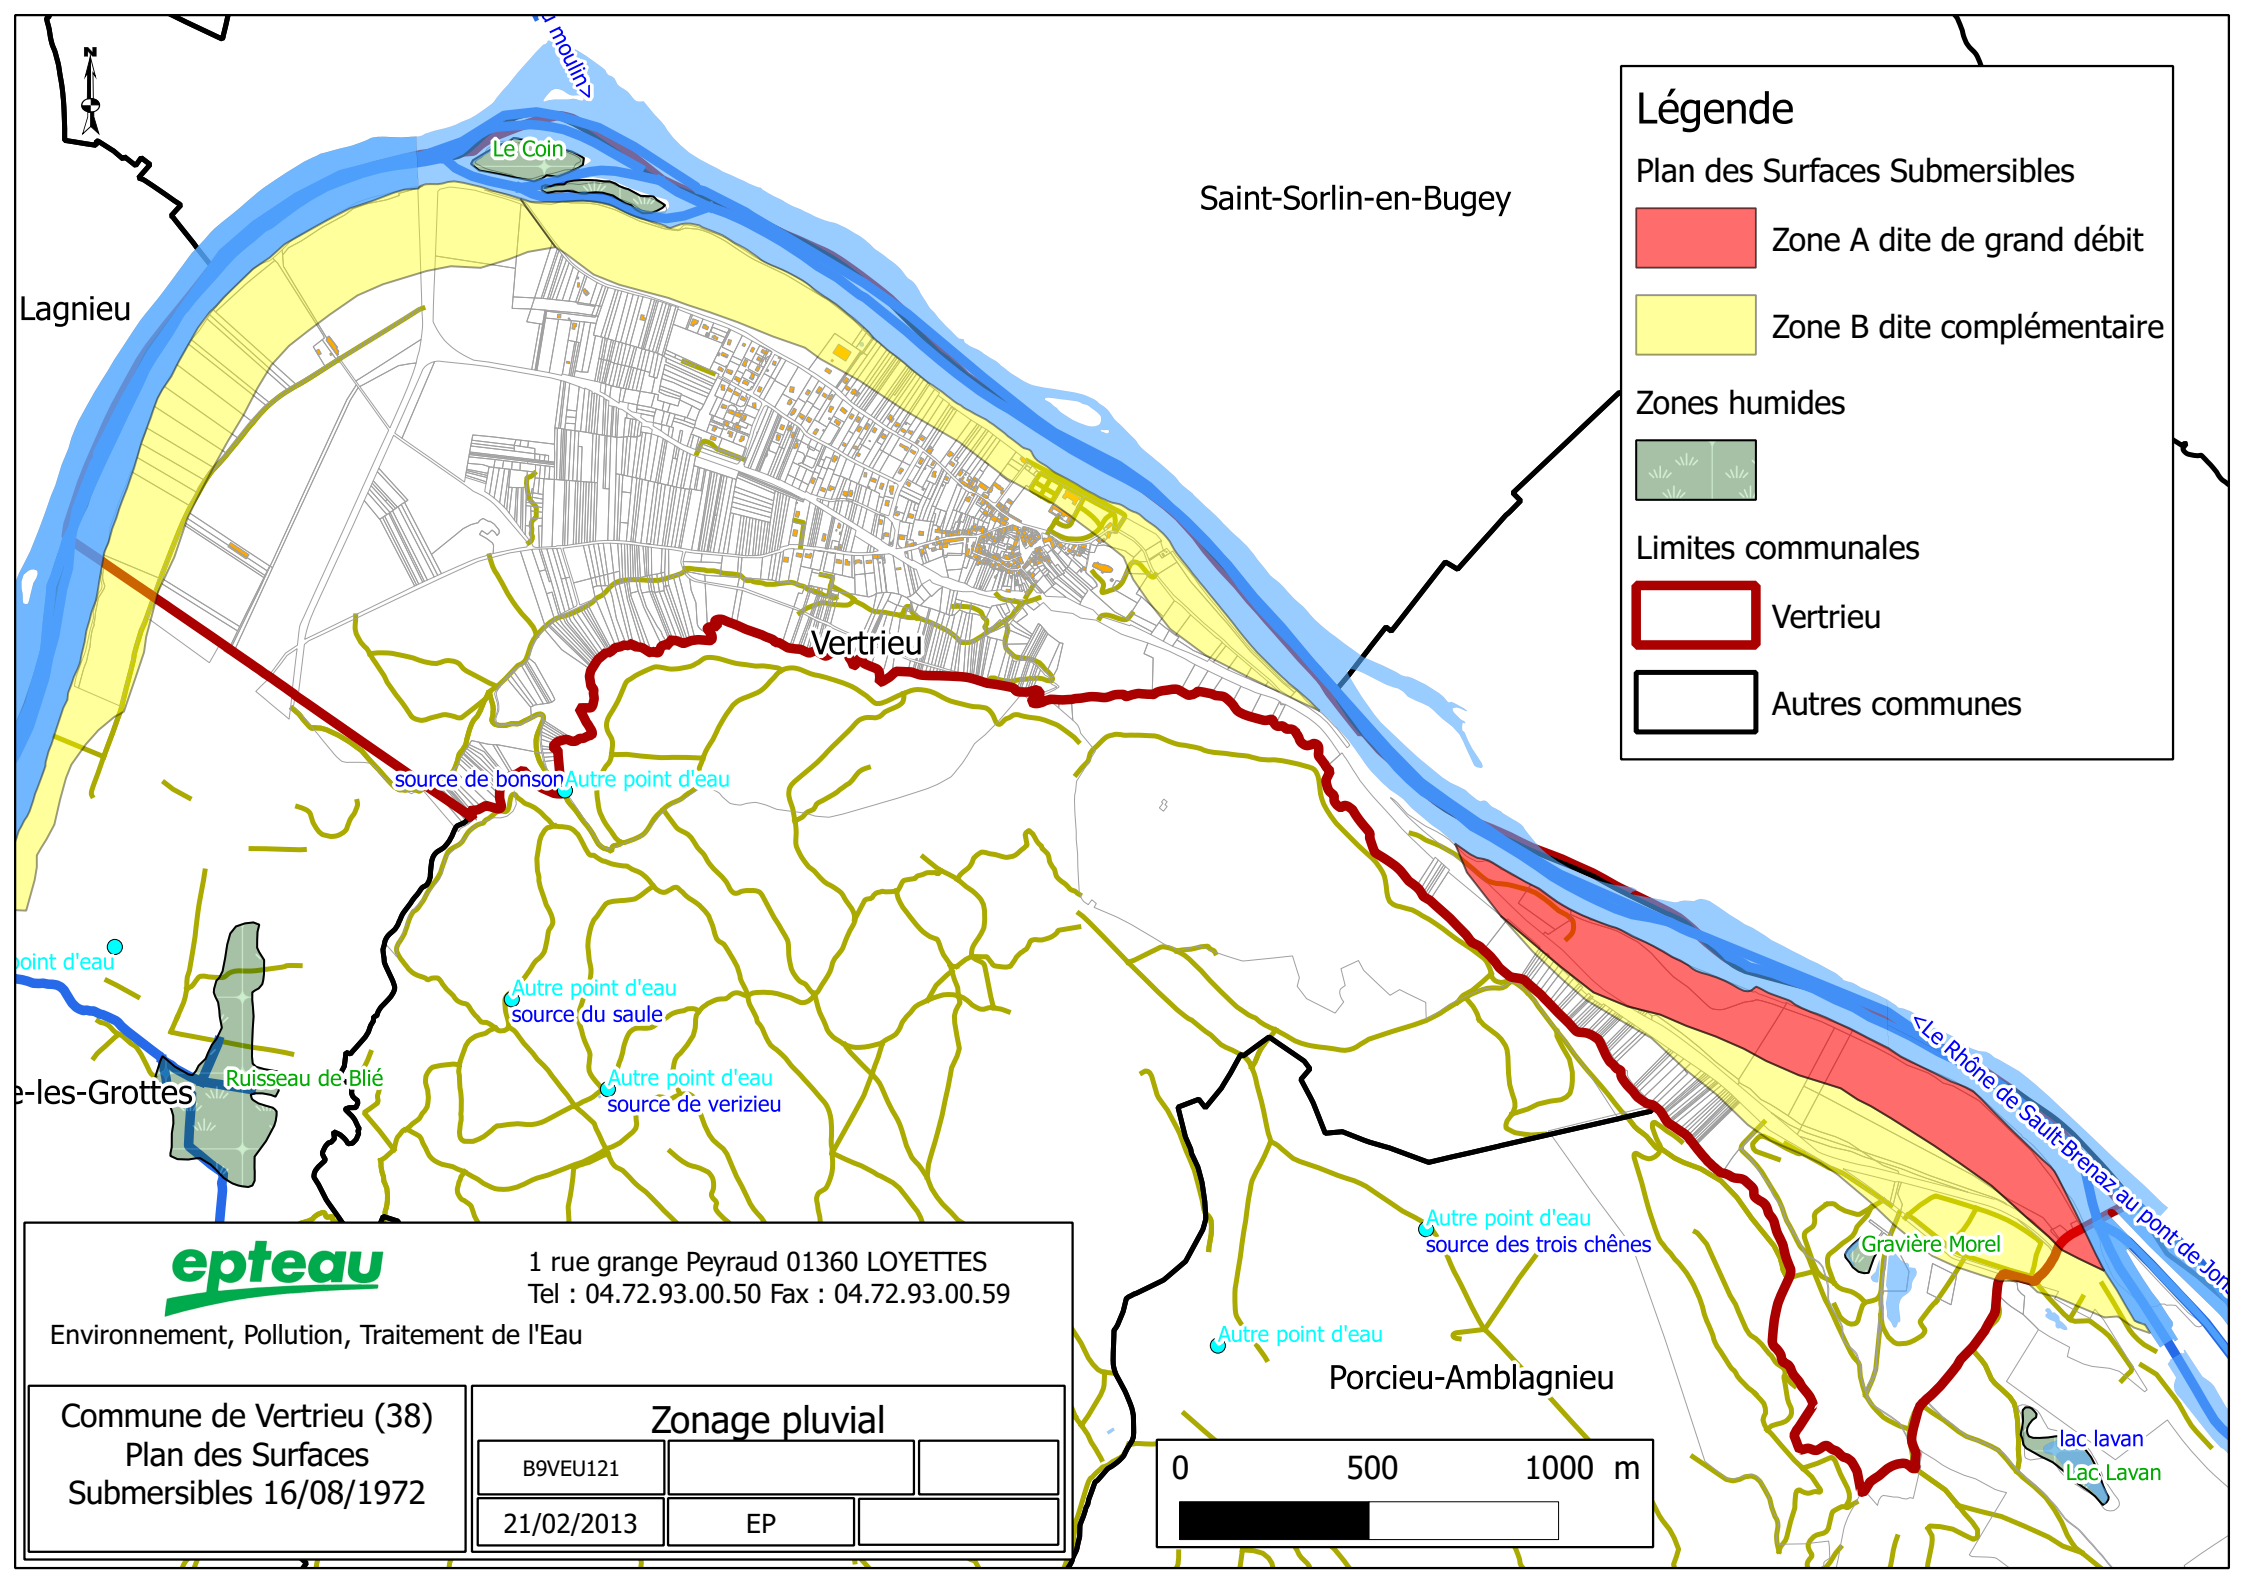 N
u moulin>
Le Coin
Saint-Sorlin-en-Bugey
Lagnieu
Légende
Plan des Surfaces Submersibles
Zone A dite de grand débit
Zone B dite complémentaire
Zones humides
Limites communales
Vertrieu
Autres communes
Vertrieu
source de bonson
Autre point d'eau
point d'eau
Autre point d'eau
source du saule
Autre point d'eau
source de verizieu
Ruisseau de Blié
e-les-Grottes
<Le Rhône de Sault-Brenaz au pont de Jons
Autre point d'eau
source des trois chênes
Gravière Morel
Autre point d'eau
Porcieu-Amblagnieu
lac lavan
Lac Lavan
epteau
1 rue grange Peyraud 01360 LOYETTES
Tel : 04.72.93.00.50 Fax : 04.72.93.00.59
Environnement, Pollution, Traitement de l'Eau
Commune de Vertrieu (38)
Plan des Surfaces
Submersibles 16/08/1972
Zonage pluvial
B9VEU121
21/02/2013 EP
0 500 1000 m